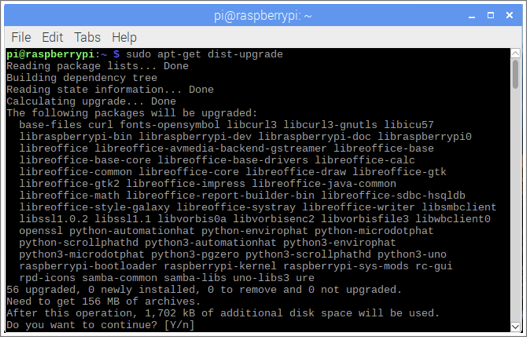 pi@raspberrypi: ~
File Edit Tabs Help
pi@raspberrypi:~ $ sudo apt-get dist-upgrade
Reading package lists... Done
Building dependency tree
Reading state information... Done
Calculating upgrade... Done
The following packages will be upgraded:
base-files curl fonts-opensymbol libcurl3 libcurl3-gnutls libicu57
libraspberrypi-bin libraspberrypi-dev libraspberrypi-doc libraspberrypi0
libreoffice libreoffice-avmedia-backend-gstreamer libreoffice-base
libreoffice-base-core libreoffice-base-drivers libreoffice-calc
libreoffice-common libreoffice-core libreoffice-draw libreoffice-gtk
libreoffice-gtk2 libreoffice-impress libreoffice-java-common
libreoffice-math libreoffice-report-builder-bin libreoffice-sdbc-hsqldb
libreoffice-style-galaxy libreoffice-systray libreoffice-writer libsmbclient
libssl1.0.2 libssl1.1 libvorbis0a libvorbisenc2 libvorbisfile3 libwbclient0
openssl python-automationhat python-envirophat python-microdotphat
python-scrollphathd python3-automationhat python3-envirophat
python3-microdotphat python3-pgzero python3-scrollphathd python3-uno
raspberrypi-bootloader raspberrypi-kernel raspberrypi-sys-mods rc-gui
rpd-icons samba-common samba-libs uno-libs3 ure
56 upgraded, 0 newly installed, 0 to remove and 0 not upgraded.
Need to get 156 MB of archives.
After this operation, 1,702 kB of additional disk space will be used.
Do you want to continue? [Y/n]